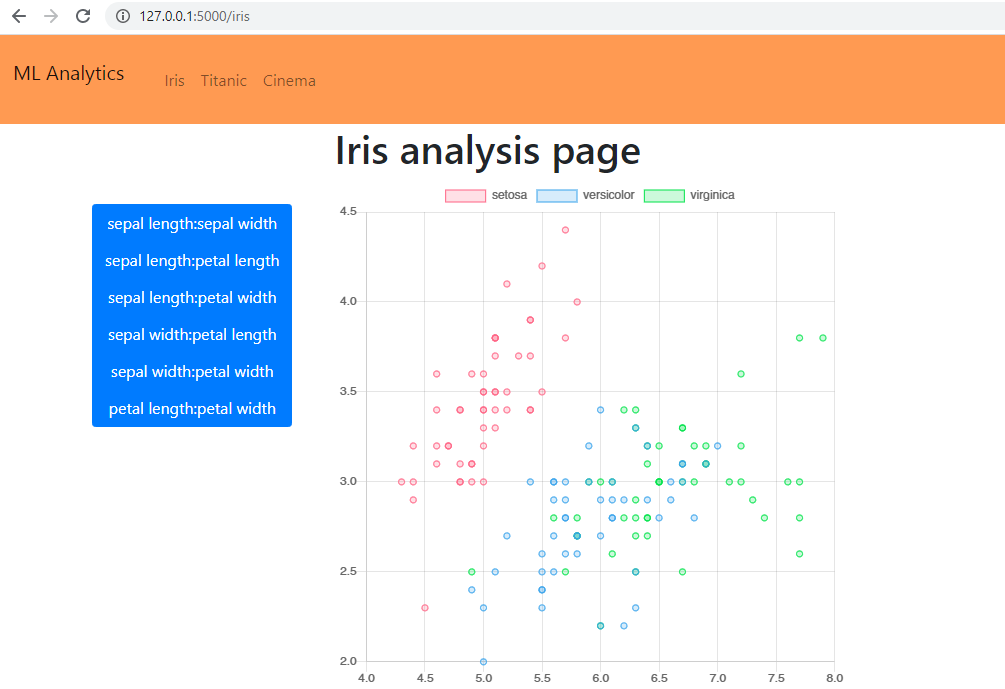 127.0.0.1:5000/iris
ML Analytics Iris Titanic Cinema
Iris analysis page
setosa versicolor virginica
sepal length:sepal width
sepal length:petal length
sepal length:petal width
sepal width:petal length
sepal width:petal width
petal length:petal width
4.5
4.0
3.5
3.0
2.5
2.0
4.0 4.5 5.0 5.5 6.0 6.5 7.0 7.5 8.0